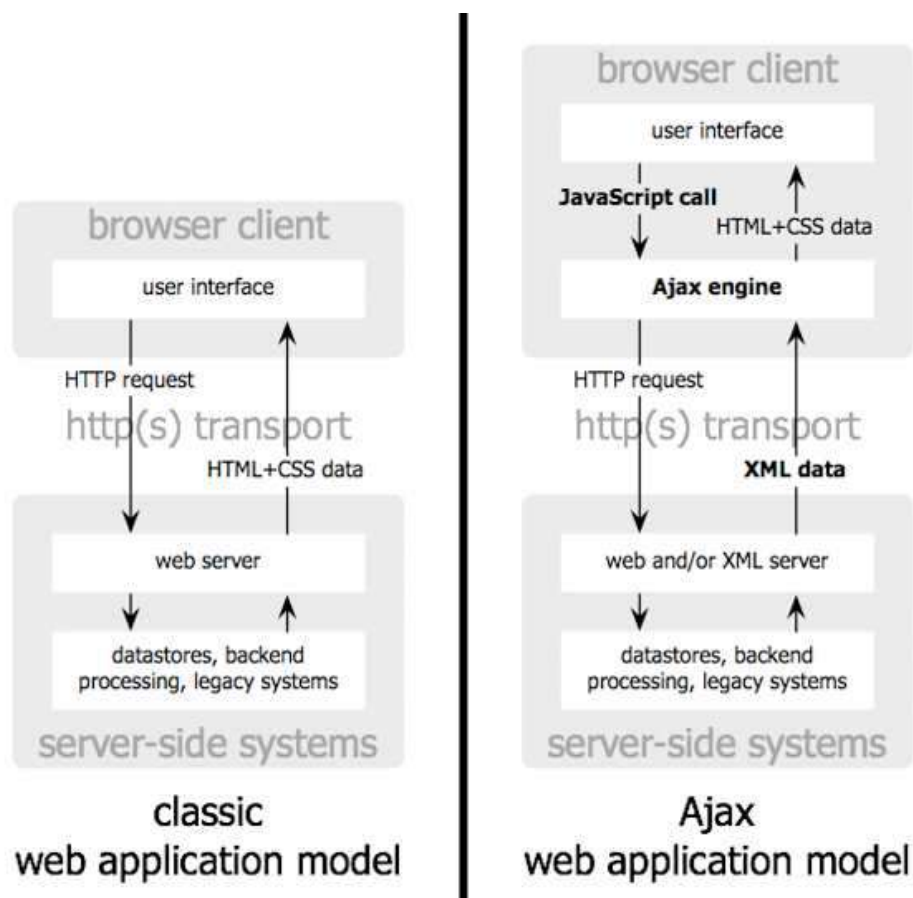 browser client
user interface
HTTP request
http(s) transport
HTML+CSS data
web server
datastores, backend
processing, legacy systems
server-side systems
classic
web application model
browser client
user interface
JavaScript call
HTML+CSS data
Ajax engine
HTTP request
http(s) transport
XML data
web and/or XML server
datastores, backend
processing, legacy systems
server-side systems
Ajax
web application model